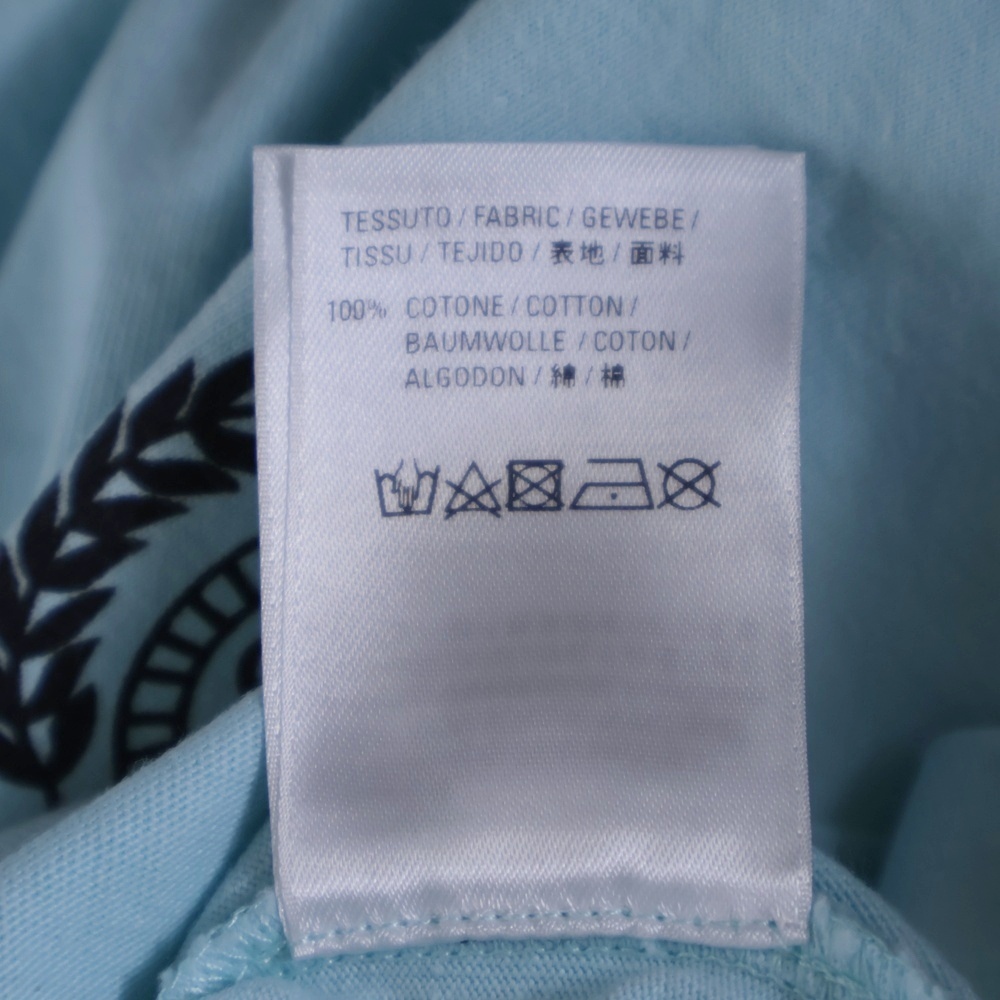 TESSUTO / FABRIC / GEWEBE /
TISSU / TEJIDO / 表地 / 面料
100% COTONE / COTTON /
BAUMWOLLE / COTON /
ALGODON / 綿 / 棉